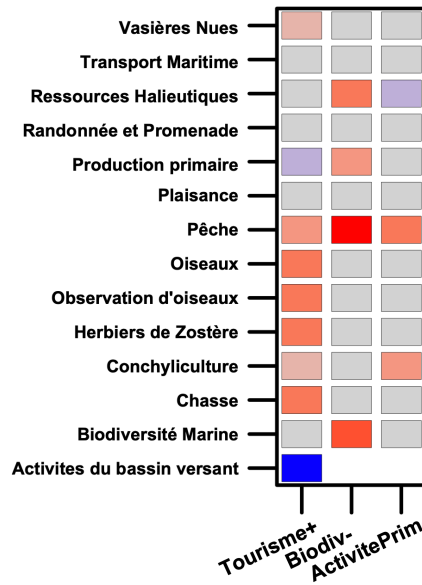 Vasières Nues
Transport Maritime
Ressources Halieutiques
Randonnée et Promenade
Production primaire
Plaisance
Pêche
Oiseaux
Observation d'oiseaux
Herbiers de Zostère
Conchyliculture
Chasse
Biodiversité Marine
Activites du bassin versant
Tourisme+
Biodiv-
ActivitePrim